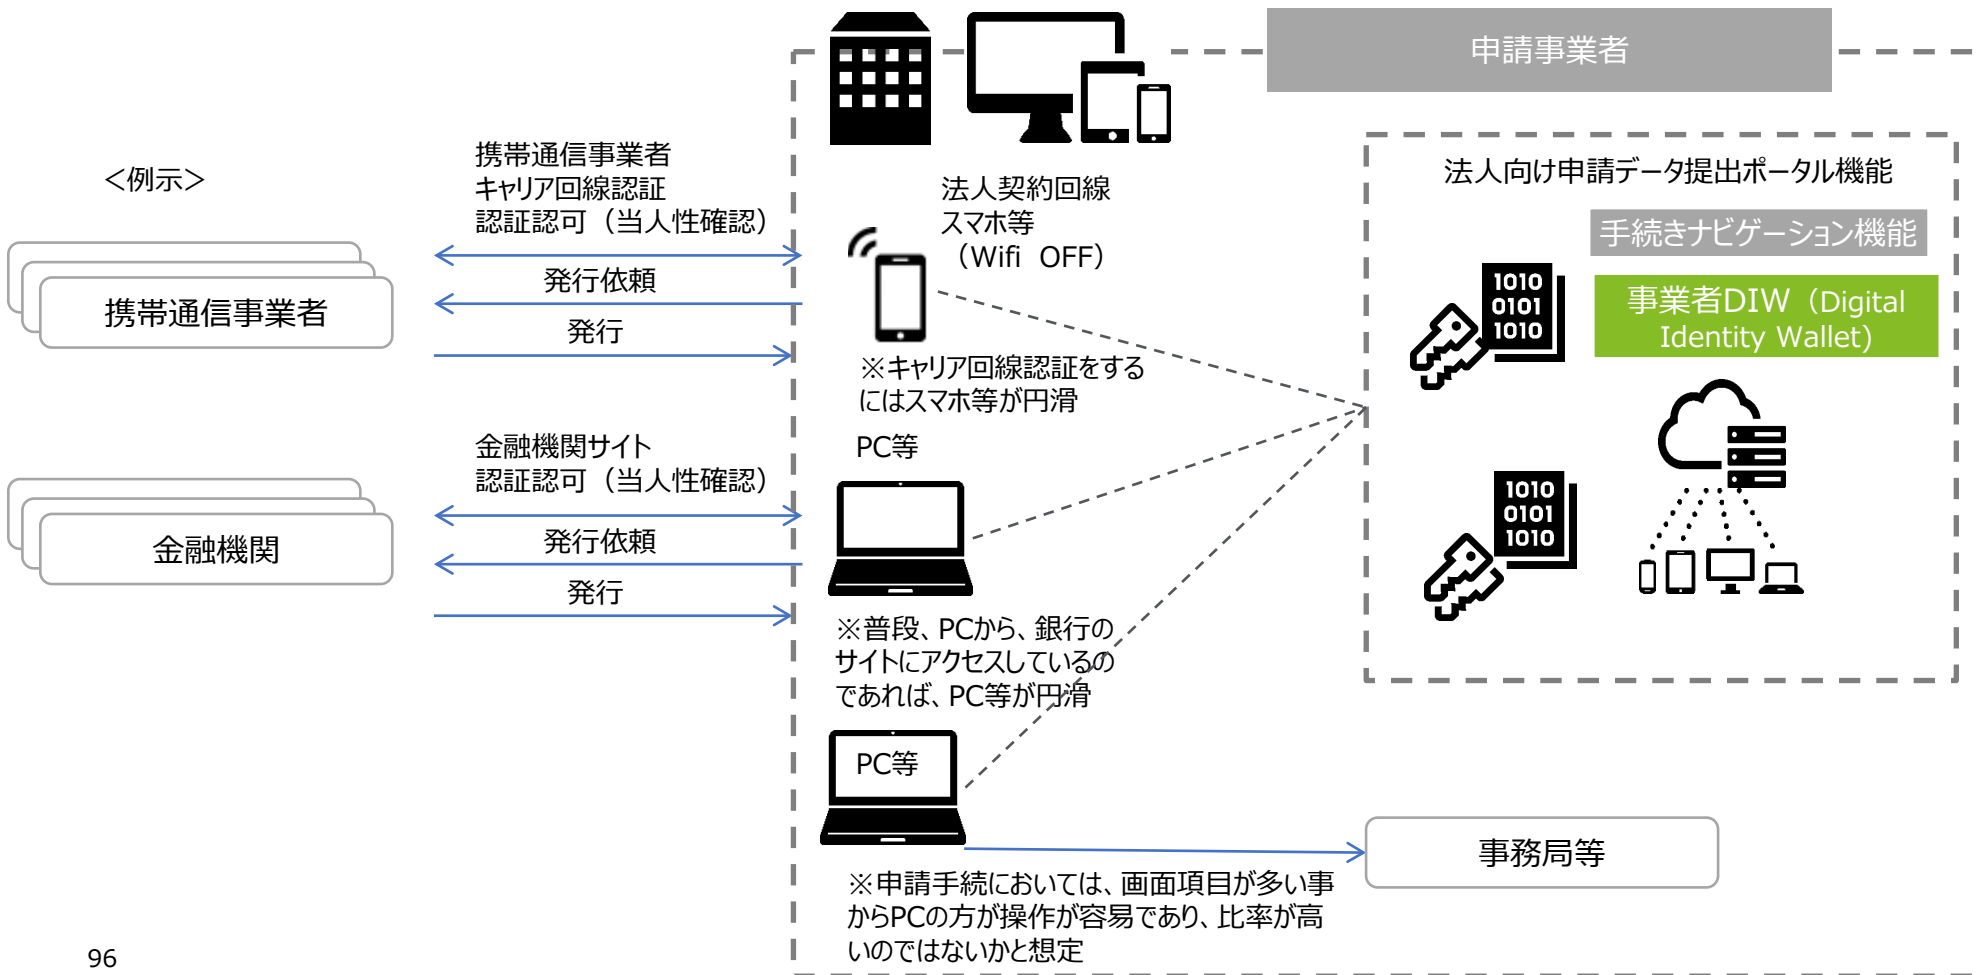 申請事業者
＜例示＞
携帯通信事業者
キャリア回線認証
認証認可（当人性確認）
発行依頼
発行
携帯通信事業者
法人契約回線
スマホ等
（Wifi　OFF）
※キャリア回線認証をする
にはスマホ等が円滑
法人向け申請データ提出ポータル機能
手続きナビゲーション機能
事業者DIW（Digital
Identity Wallet)
1010
0101
1010
金融機関サイト
認証認可（当人性確認）
発行依頼
発行
金融機関
PC等
※普段、PCから、銀行の
サイトにアクセスしているの
であれば、PC等が円滑
1010
0101
1010
PC等
事務局等
※申請手続においては、画面項目が多い事
からPCの方が操作が容易であり、比率が高
いのではないかと想定
96